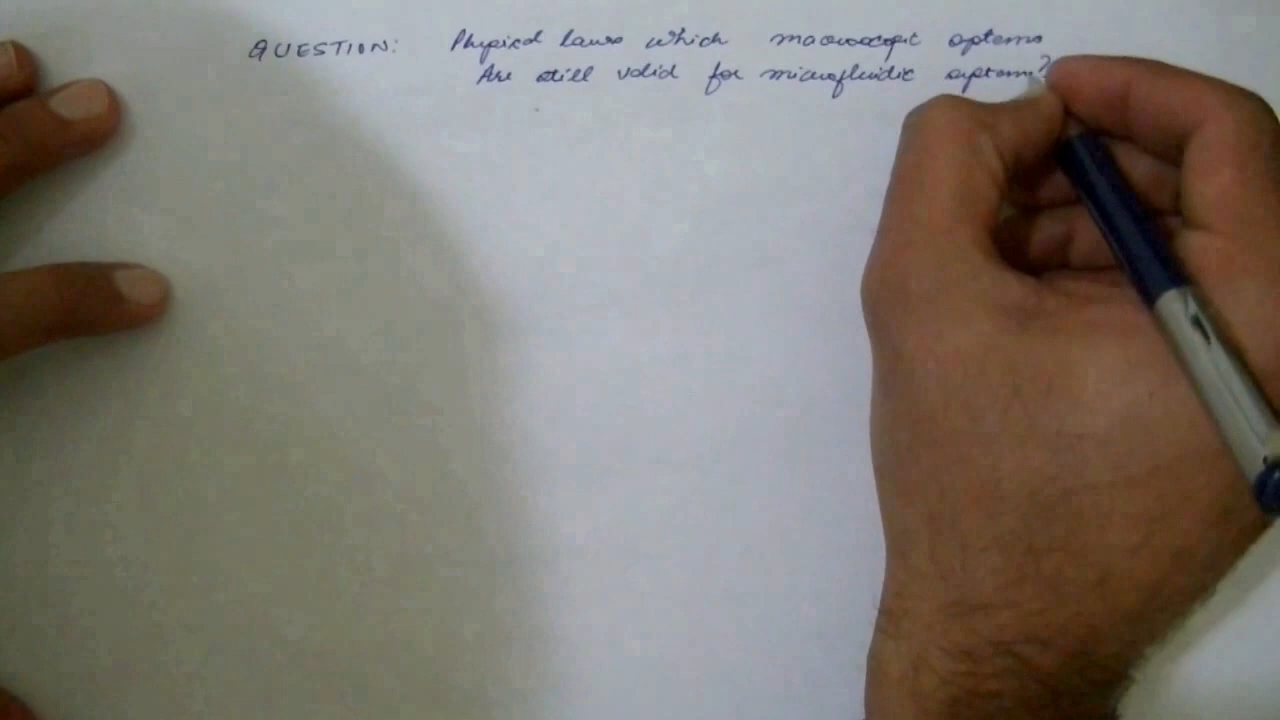 QUESTION: Physical laws which macroscopic systems
Are still valid for microfluidic systems?